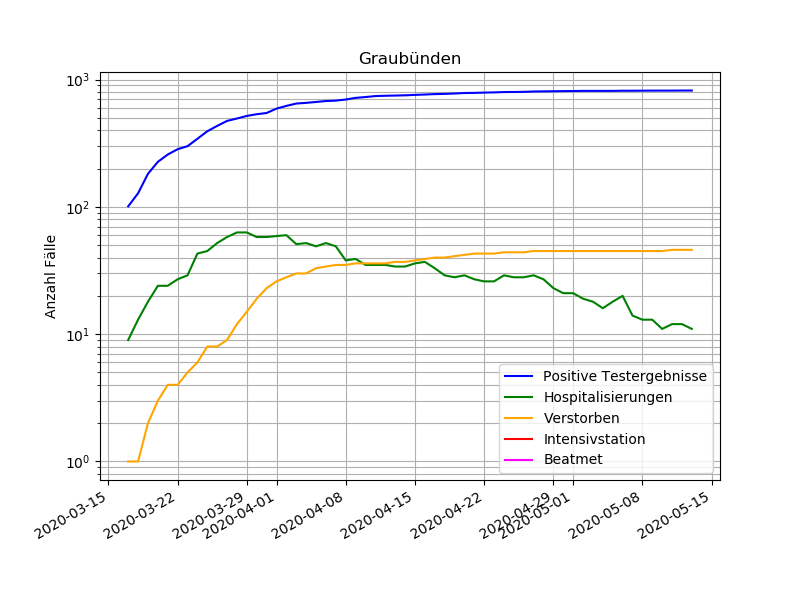 Graubünden
Anzahl Fälle
10³
10²
10¹
10⁰
Positive Testergebnisse
Hospitalisierungen
Verstorben
Intensivstation
Beatmet
2020-03-15
2020-03-22
2020-03-29
2020-04-01
2020-04-08
2020-04-15
2020-04-22
2020-04-29
2020-05-01
2020-05-08
2020-05-15